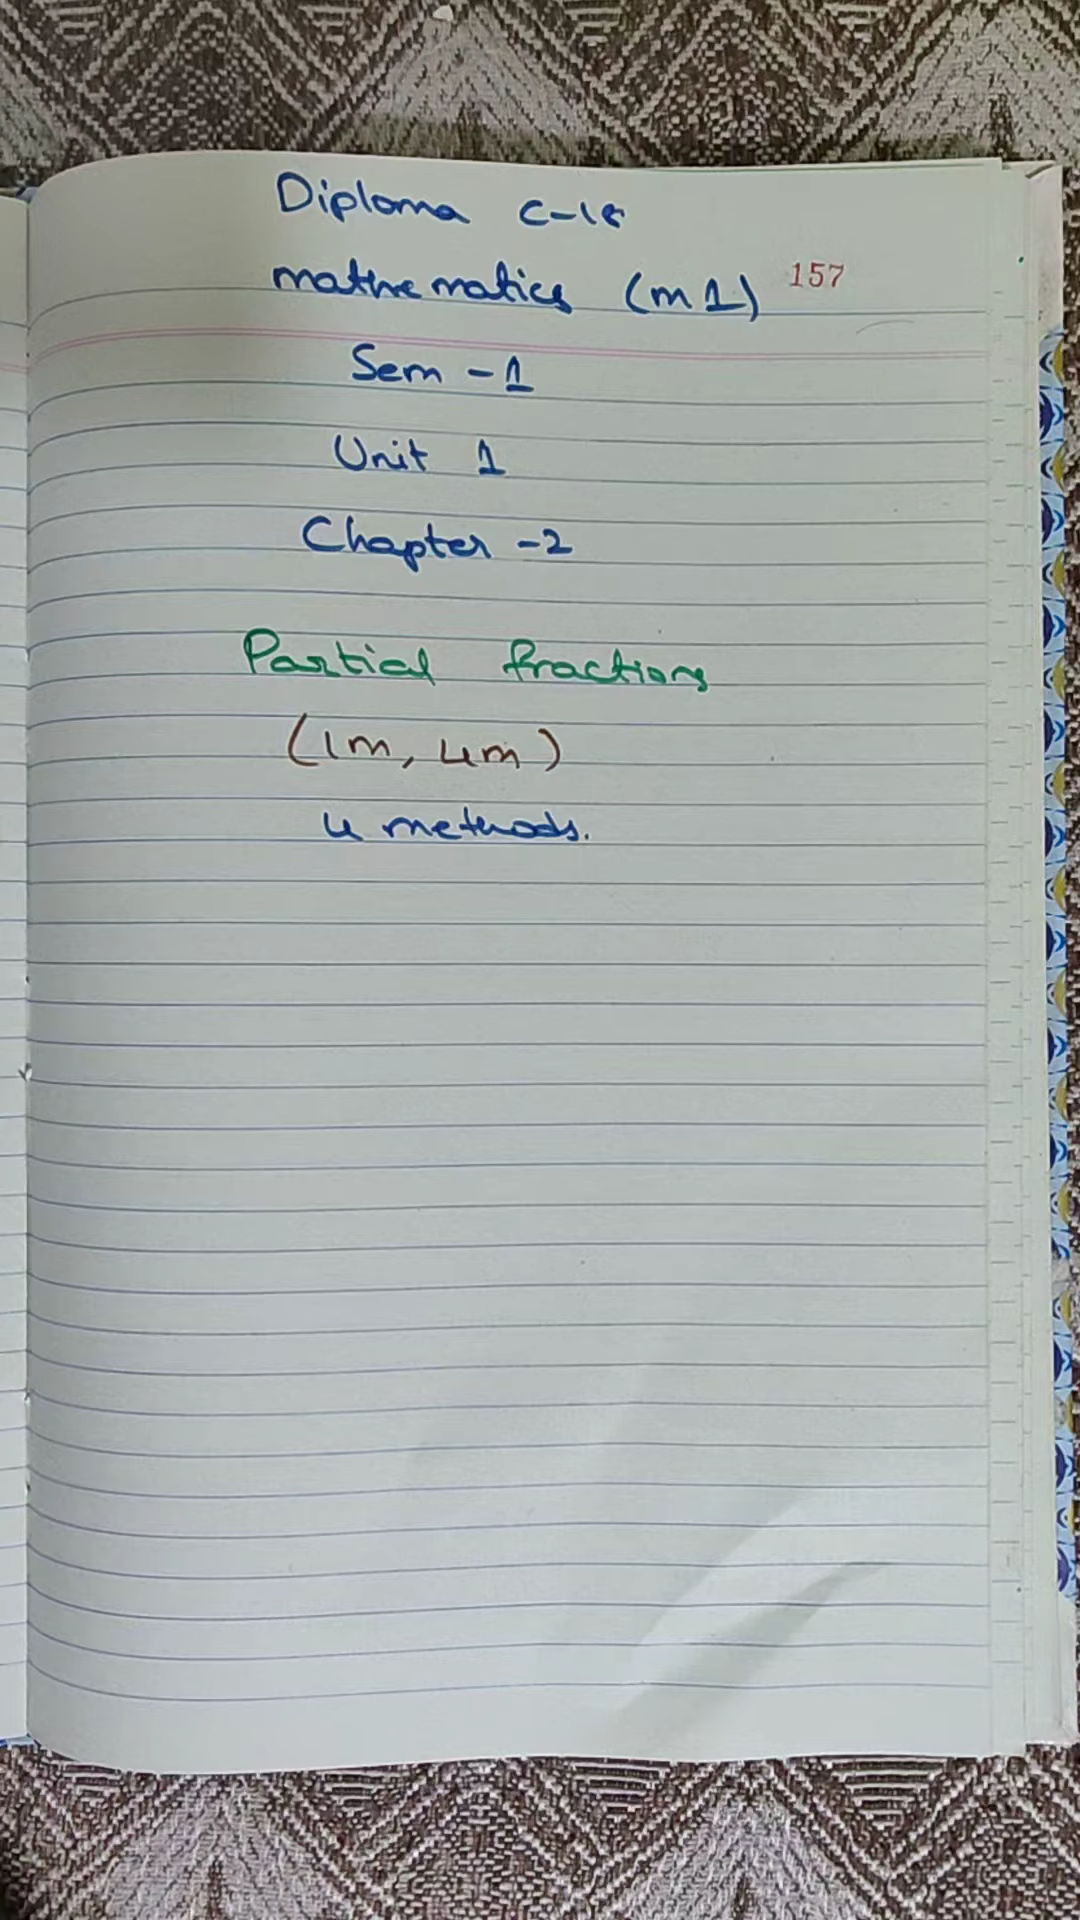 Diploma C-18
mathematics (m1) 157
Sem - 1
Unit 1
Chapter -2
Partial fractions
(1m, 4m)
4 methods.